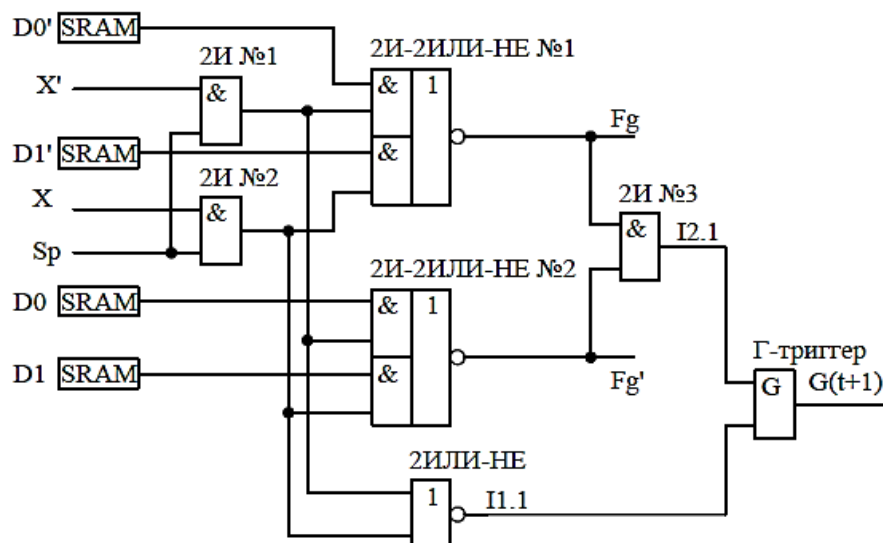 D0' SRAM
2И №1
2И-2ИЛИ-НЕ №1
X'
&
&
1
Fg
D1' SRAM
&
2И №2
2И №3
X
&
&
I2.1
Sp
2И-2ИЛИ-НЕ №2
D0 SRAM
&
1
Г-триггер
D1 SRAM
&
Fg'
G
G(t+1)
2ИЛИ-НЕ
1
I1.1